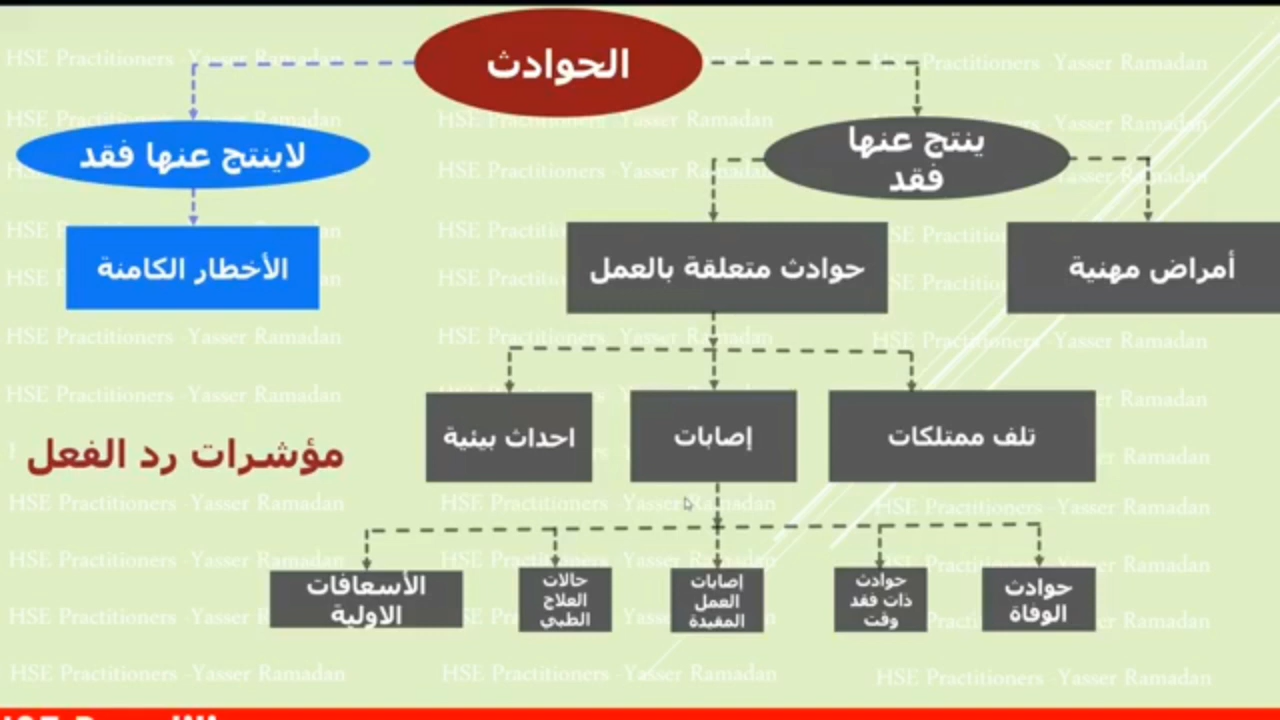 الحوادث
ينتج عنها
فقد
لاينتج عنها فقد
أمراض مهنية
حوادث متعلقة بالعمل
الأخطار الكامنة
تلف ممتلكات
إصابات
احداث بيئية
مؤشرات رد الفعل
حوادث
الوفاة
حوادث
ذات فقد
وقت
إصابات
العمل
المقيدة
حالات
العلاج
الطبي
الأسعافات
الاولية
HSE Practitioners -Yasser Ramadan